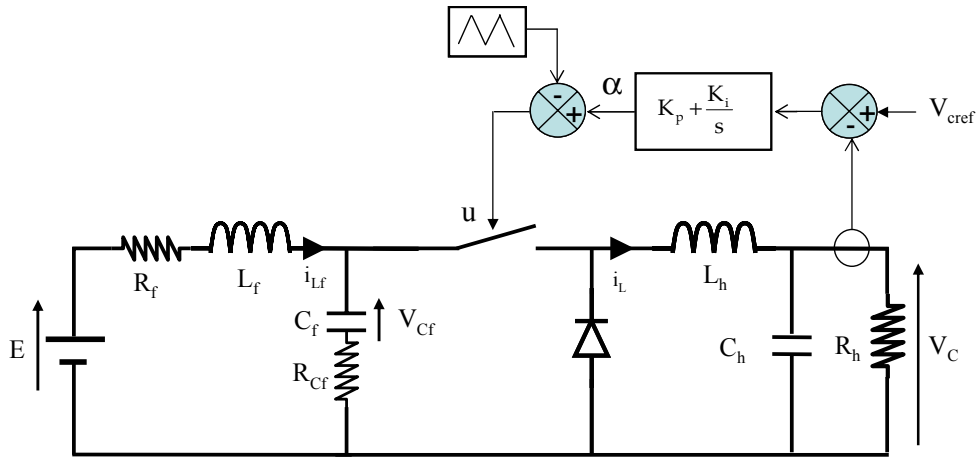 α
K_p + K_i/s
V_cref
u
R_f
L_f
i_Lf
i_L
L_h
E
C_f
V_Cf
R_Cf
C_h
R_h
V_C
-
+
+
-